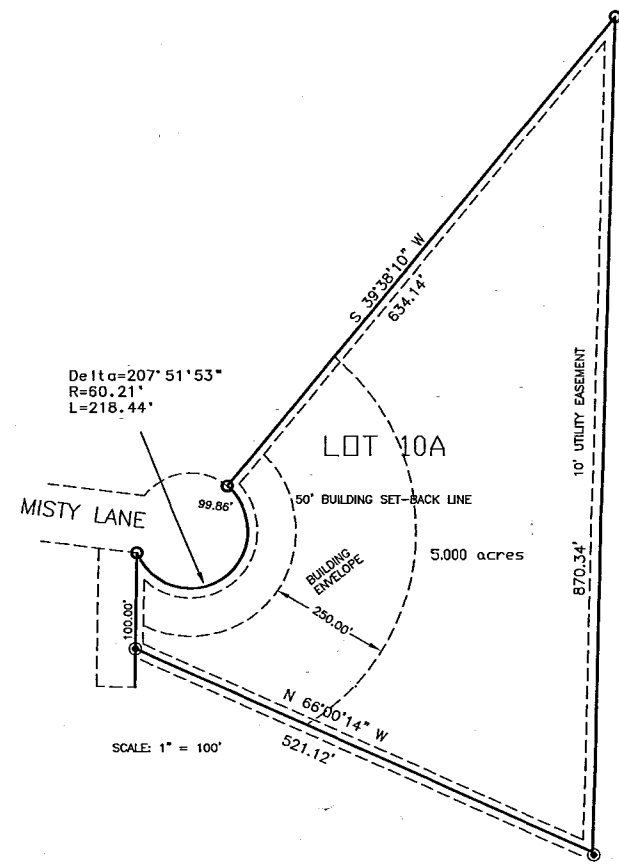 S 39°38'10" W
634.14'
Delta=207°51'53"
R=60.21'
L=218.44'
10' UTILITY EASEMENT
LOT 10A
99.86'
50' BUILDING SET-BACK LINE
MISTY LANE
5.000 acres
BUILDING
ENVELOPE
870.34'
250.00'
100.00'
N 66°00'14" W
521.12'
SCALE: 1" = 100'